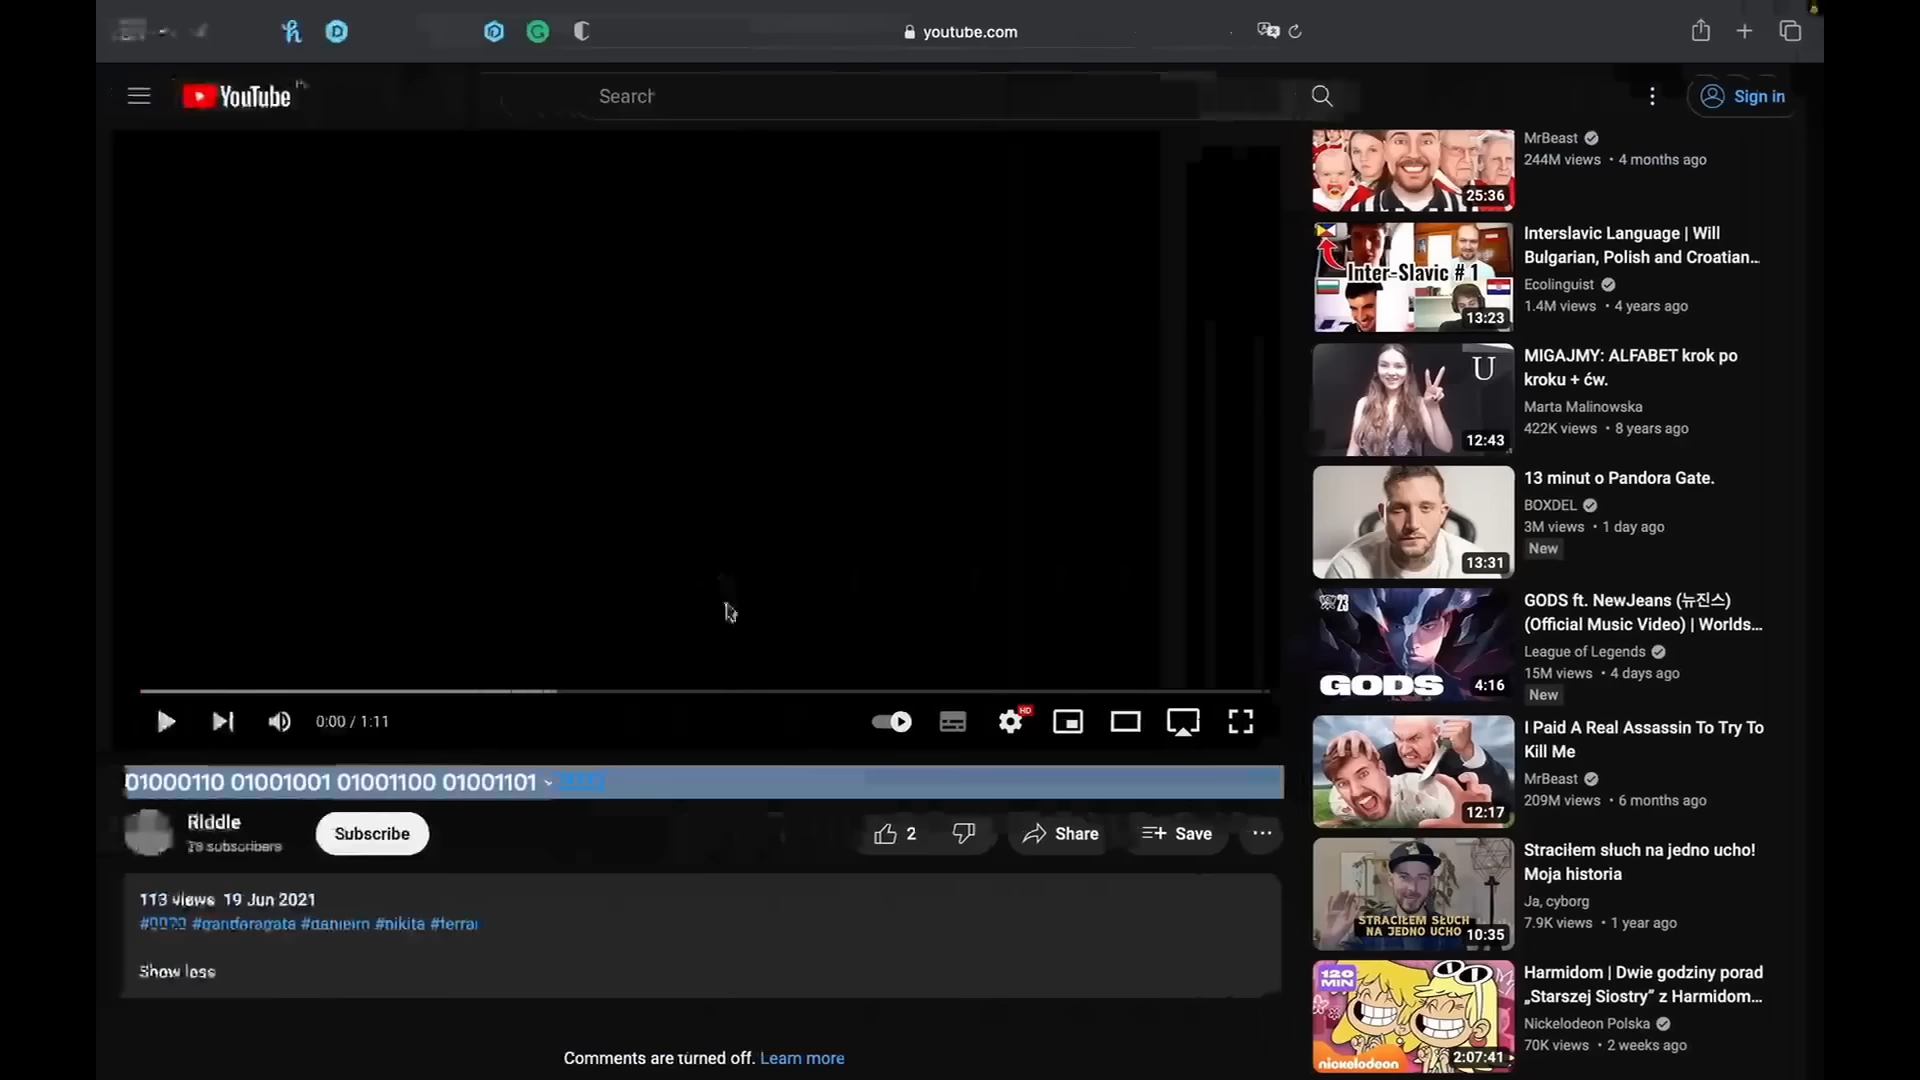 youtube.com
YouTube
Search
Sign in
MrBeast
244M views • 4 months ago
25:36
Interslavic Language | Will
Bulgarian, Polish and Croatian...
Ecolinguist
1.4M views • 4 years ago
Inter-Slavic # 1
13:23
MIGAJMY: ALFABET krok po
kroku + ćw.
Marta Malinowska
422K views • 8 years ago
U
12:43
13 minut o Pandora Gate.
BOXDEL
3M views • 1 day ago
New
13:31
GODS ft. NewJeans (뉴진스)
(Official Music Video) | Worlds...
League of Legends
15M views • 4 days ago
New
GODS
4:16
0:00 / 1:11
HD
I Paid A Real Assassin To Try To
Kill Me
MrBeast
209M views • 6 months ago
12:17
01000110 01001001 01001100 01001101 -
Riddle
Subscribe
2
Share
Save
113 views 19 Jun 2021
#nikita
Show less
Straciłem słuch na jedno ucho!
Moja historia
Ja, cyborg
7.9K views • 1 year ago
STRACIŁEM SŁUCH
NA JEDNO UCHO
10:35
Harmidom | Dwie godziny porad
„Starszej Siostry” z Harmidom...
Nickelodeon Polska
70K views • 2 weeks ago
120
MIN
nickelodeon
2:07:41
Comments are turned off. Learn more